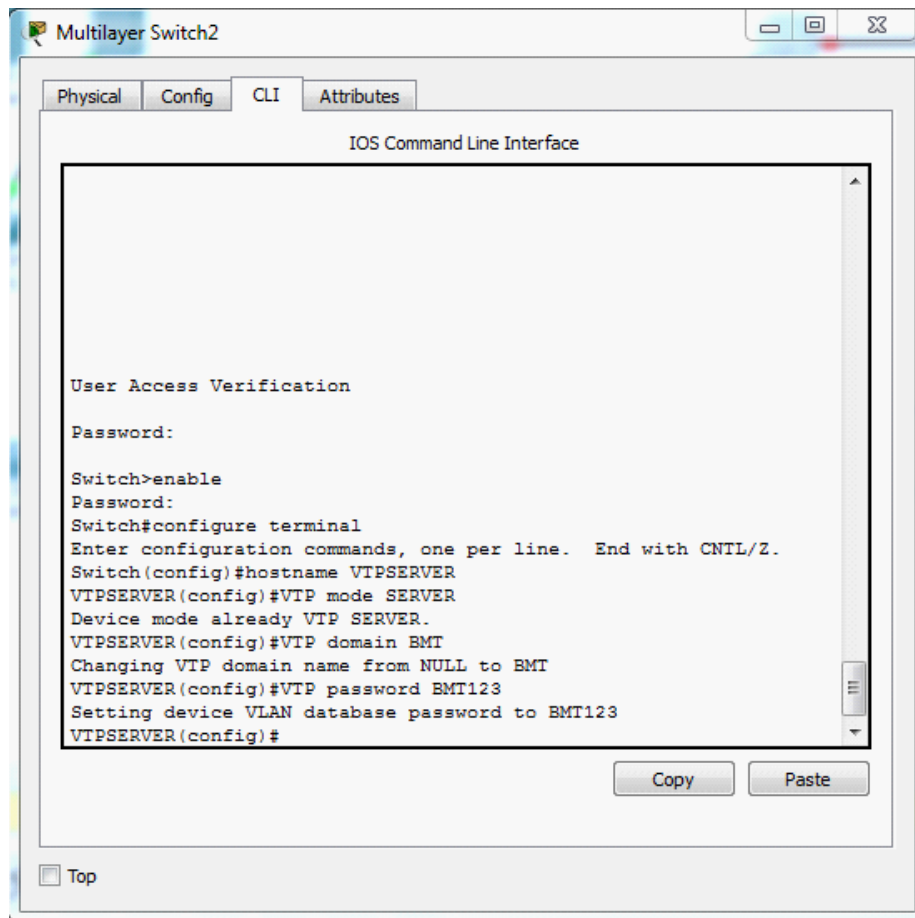 Multilayer Switch2
Physical Config CLI Attributes
IOS Command Line Interface
User Access Verification
Password:
Switch>enable
Password:
Switch#configure terminal
Enter configuration commands, one per line.  End with CNTL/Z.
Switch(config)#hostname VTPSERVER
VTPSERVER(config)#VTP mode SERVER
Device mode already VTP SERVER.
VTPSERVER(config)#VTP domain BMT
Changing VTP domain name from NULL to BMT
VTPSERVER(config)#VTP password BMT123
Setting device VLAN database password to BMT123
VTPSERVER(config)#
Copy Paste
Top